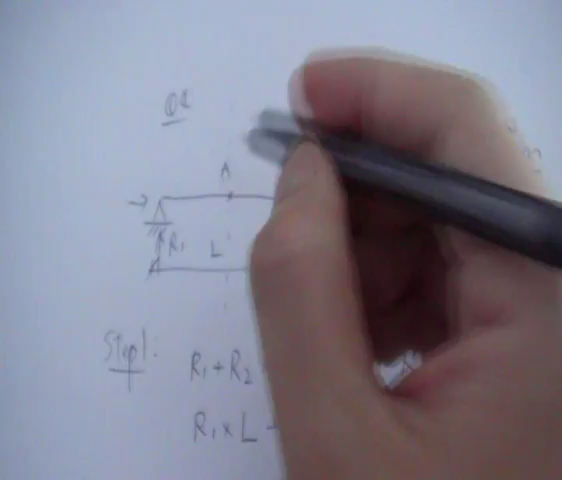 Q2
A
R1 L
Step 1:
R1 + R2
R1 x L -